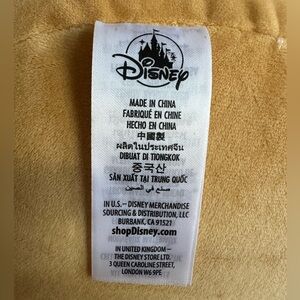 Disney
MADE IN CHINA
FABRIQUÉ EN CHINE
HECHO EN CHINA
中國製
ผลิตในประเทศจีน
DIBUAT DI TIONGKOK
중국산
SẢN XUẤT TẠI TRUNG QUỐC
صنع في الصين
IN U.S.– DISNEY MERCHANDISE
SOURCING & DISTRIBUTION, LLC
BURBANK, CA 91521
shopDisney.com
IN UNITED KINGDOM –
THE DISNEY STORE LTD.
3 QUEEN CAROLINE STREET,
LONDON W6 9PE